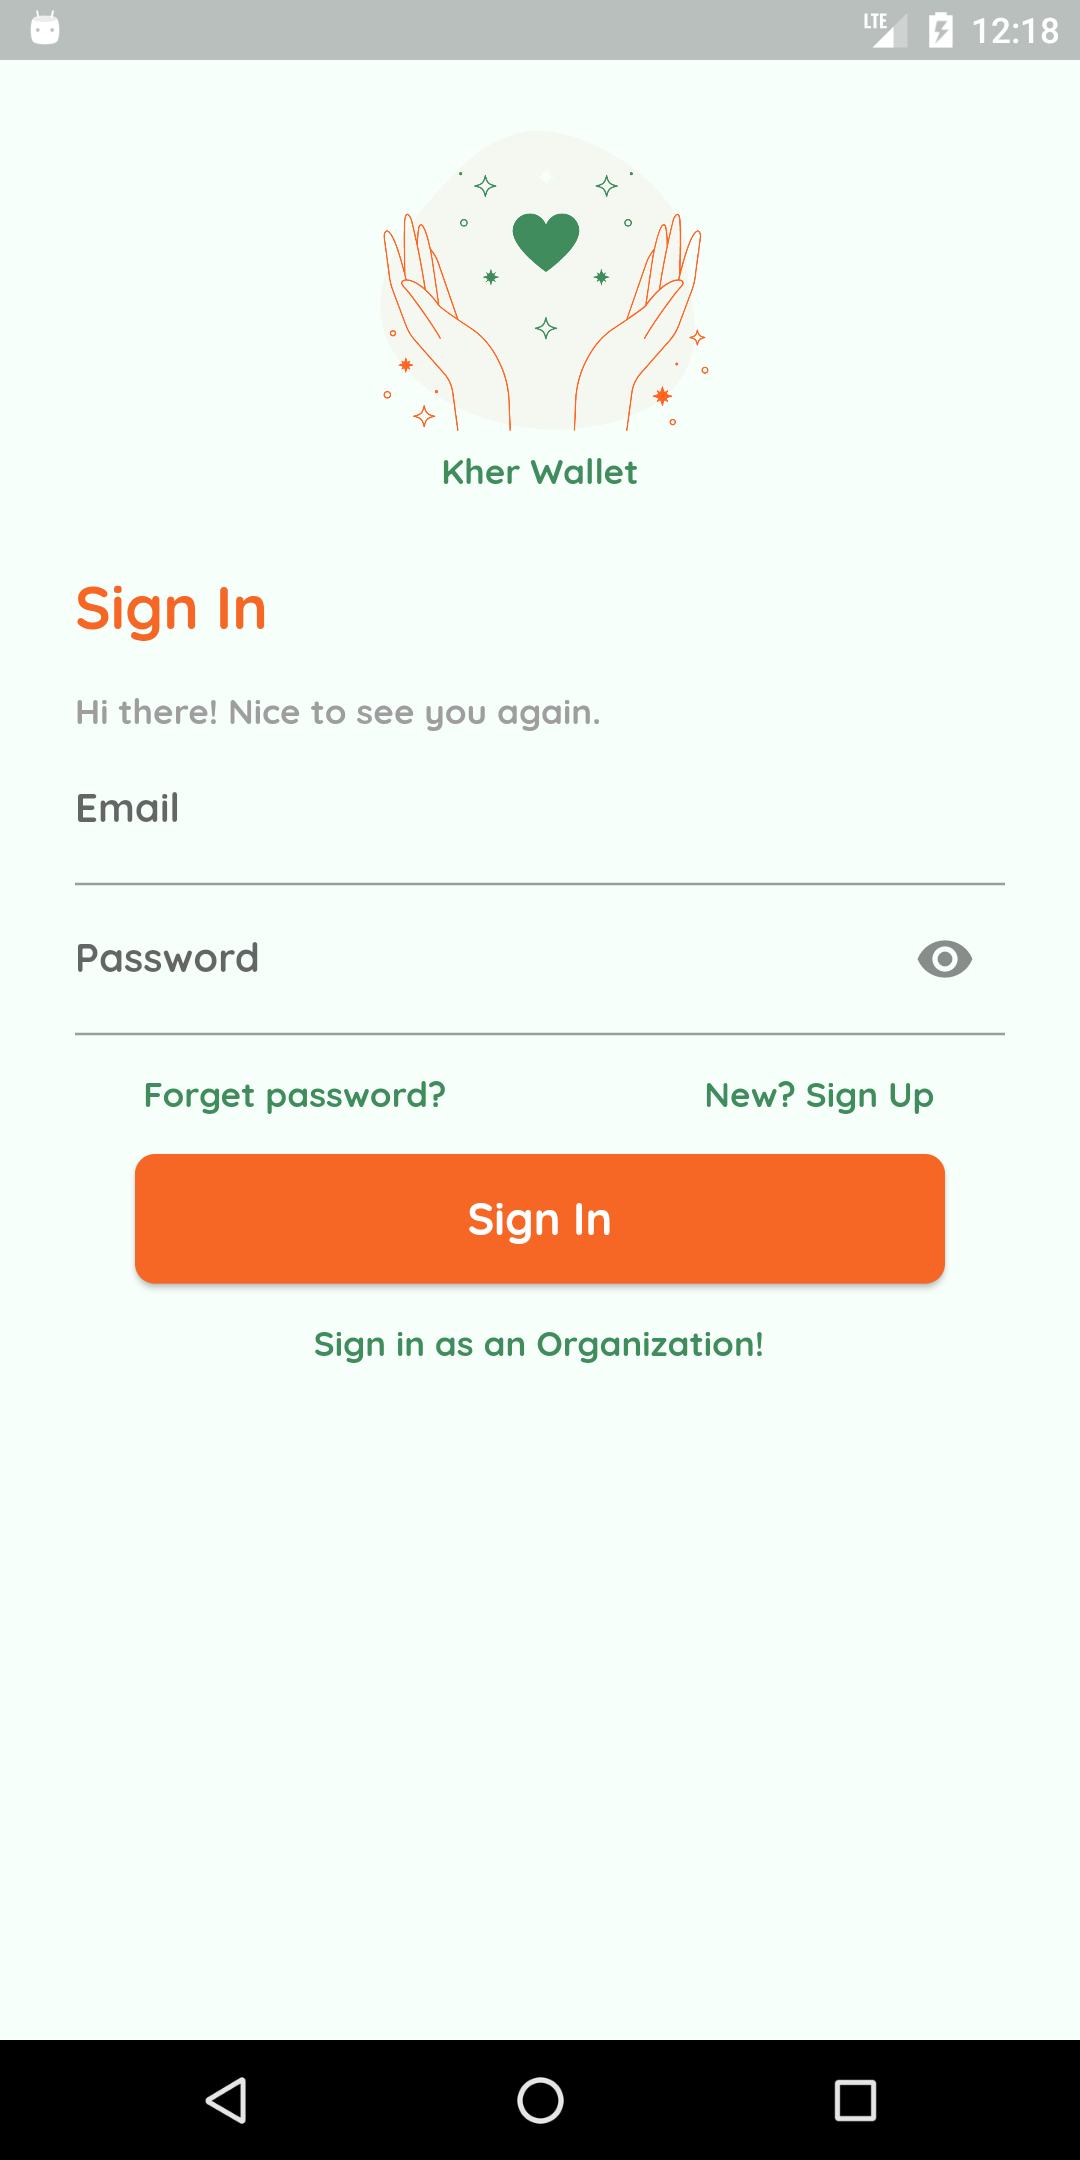 LTE 12:18
Kher Wallet
Sign In
Hi there! Nice to see you again.
Email
Password
Forget password? New? Sign Up
Sign In
Sign in as an Organization!